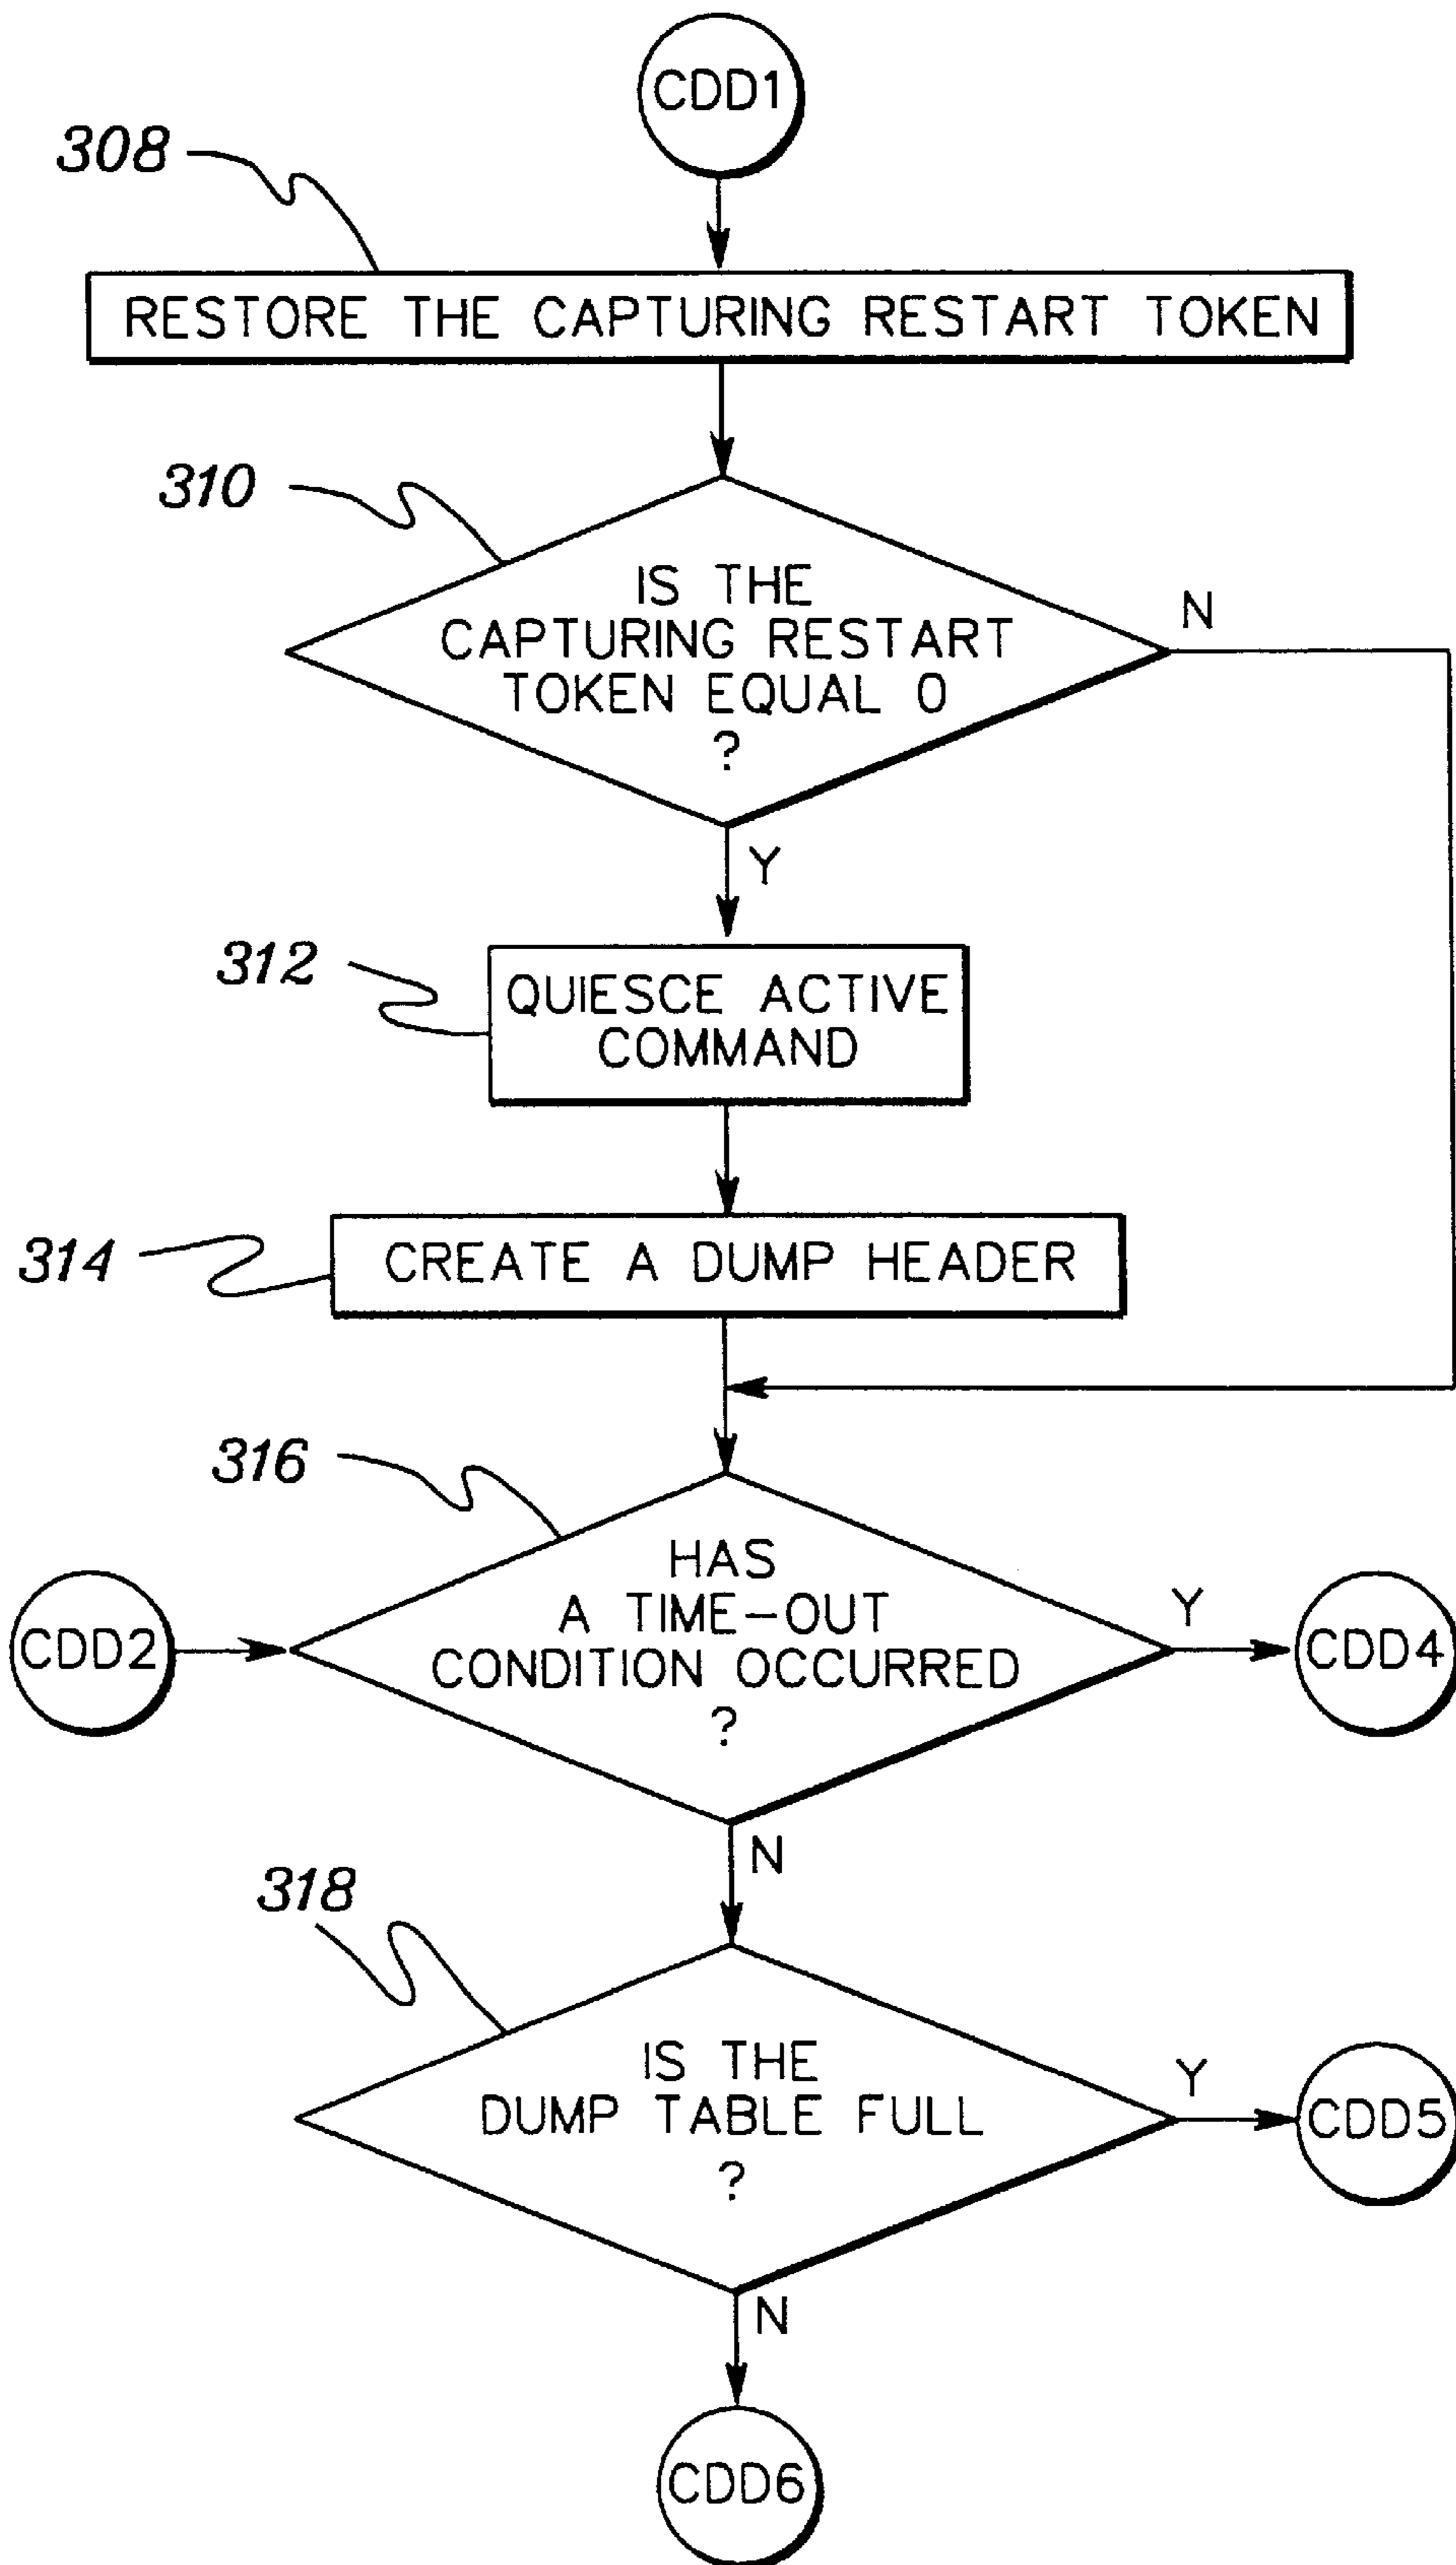 CDD1
308
RESTORE THE CAPTURING RESTART TOKEN
310
IS THE
CAPTURING RESTART
TOKEN EQUAL 0
?
N
Y
312
QUIESCE ACTIVE
COMMAND
314
CREATE A DUMP HEADER
316
HAS
A TIME-OUT
CONDITION OCCURRED
?
CDD2
Y
CDD4
N
318
IS THE
DUMP TABLE FULL
?
Y
CDD5
N
CDD6